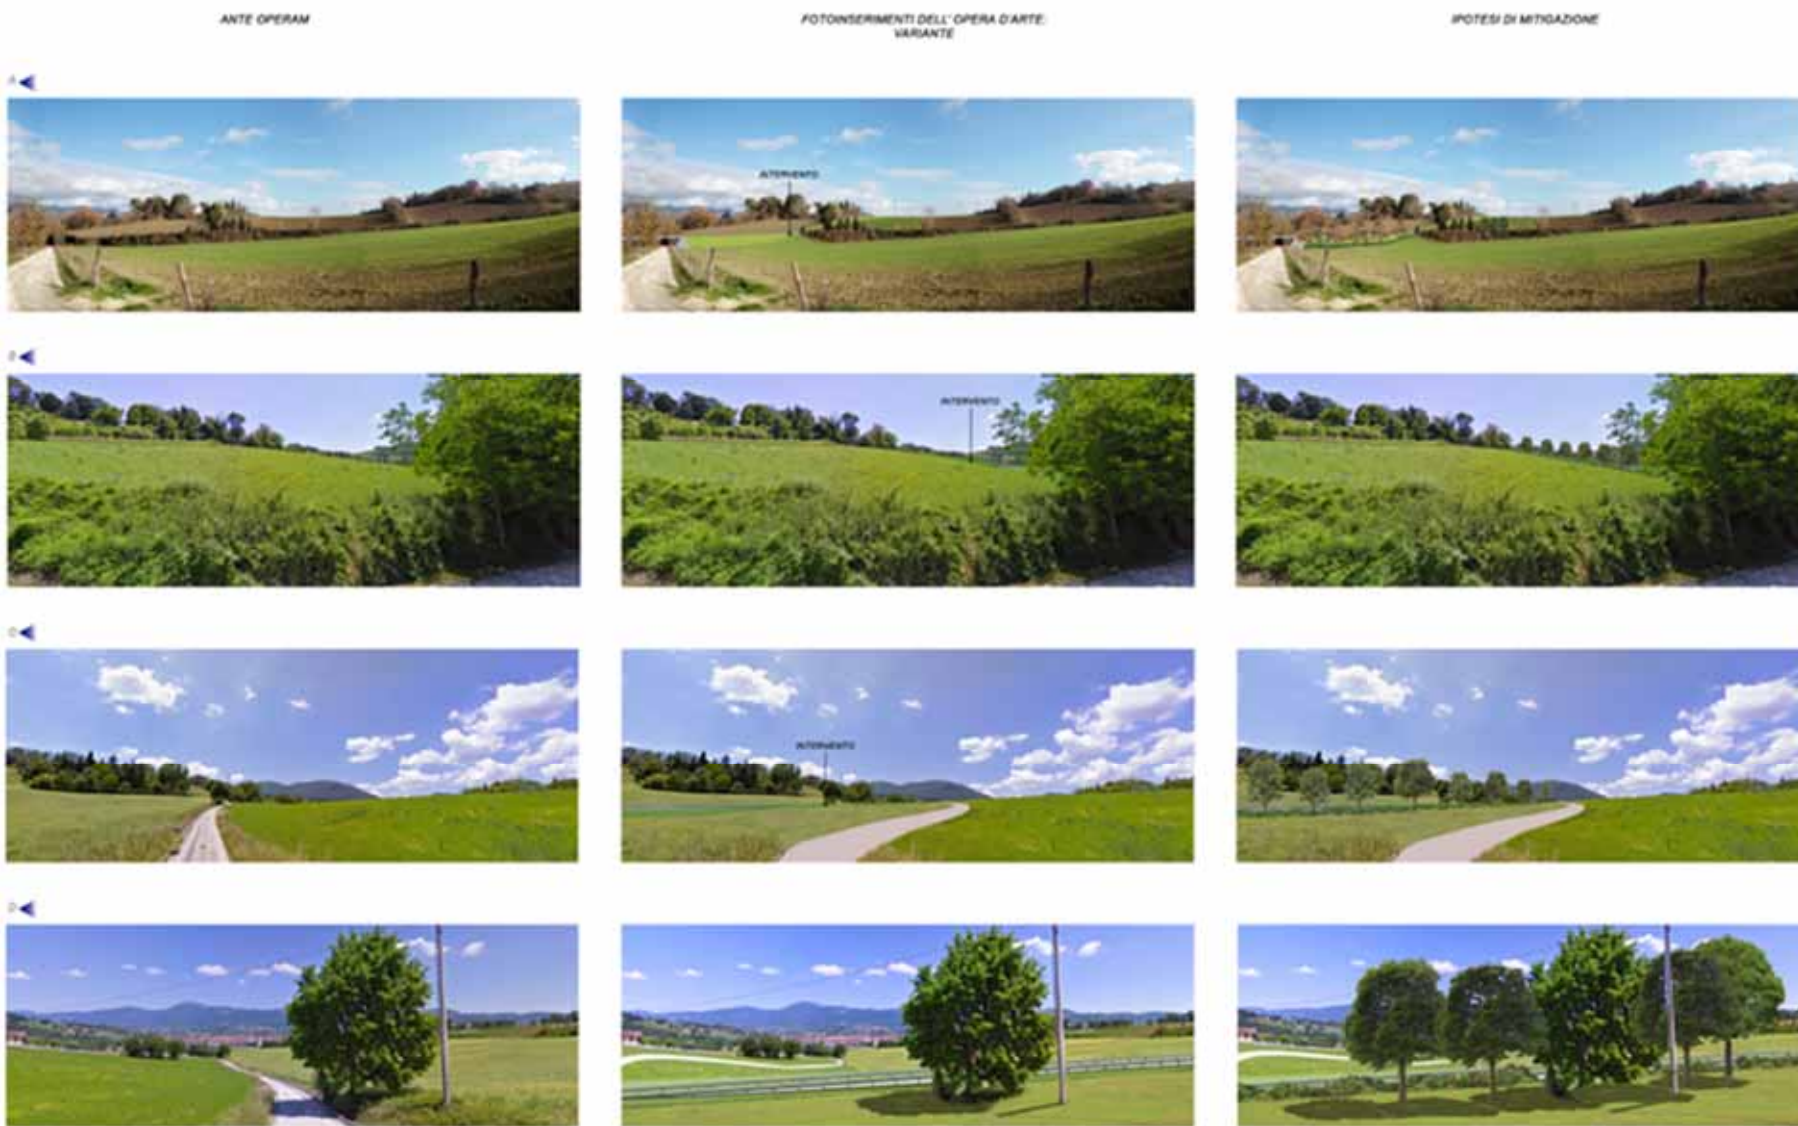 ANTE OPERAM
FOTOINSERIMENTI DELL' OPERA D'ARTE:
VARIANTE
IPOTESI DI MITIGAZIONE
A
INTERVENTO
B
INTERVENTO
C
INTERVENTO
D